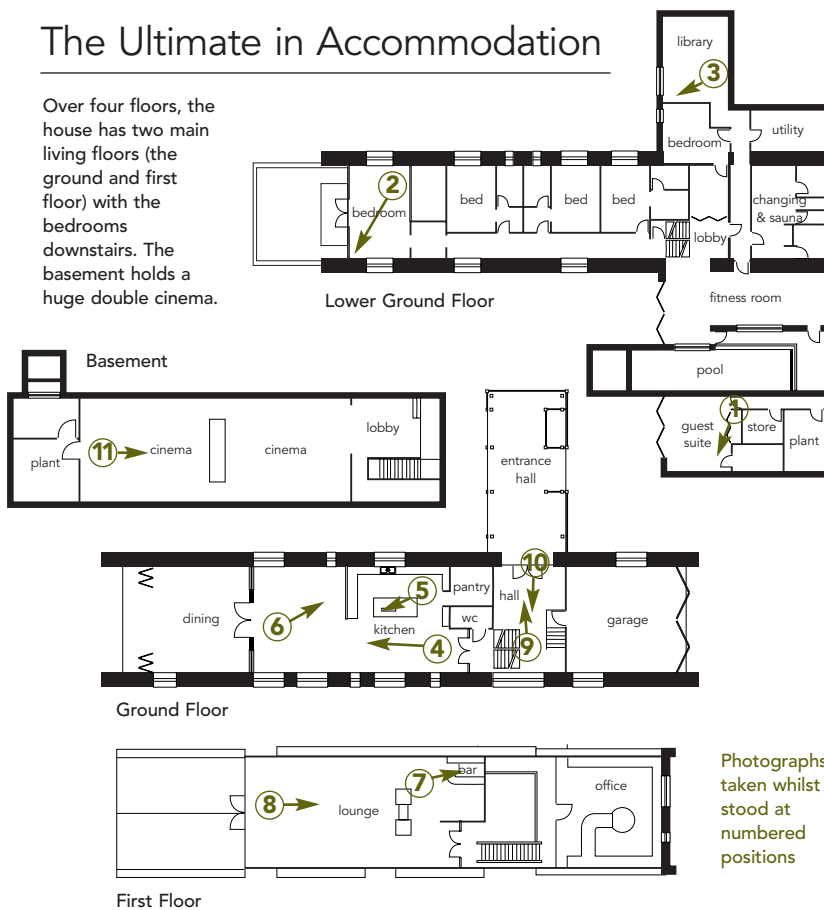 The Ultimate in Accommodation
Over four floors, the
house has two main
living floors (the
ground and first
floor) with the
bedrooms
downstairs. The
basement holds a
huge double cinema.
library
3
bedroom
utility
2
bedroom
bed
bed
bed
changing
& sauna
lobby
Lower Ground Floor
fitness room
pool
1
guest
suite
store
plant
Basement
11
cinema
cinema
lobby
plant
entrance
hall
10
5
pantry
hall
dining
6
kitchen
wc
4
9
garage
Ground Floor
7
bar
8
lounge
office
Photographs
taken whilst
stood at
numbered
positions
First Floor